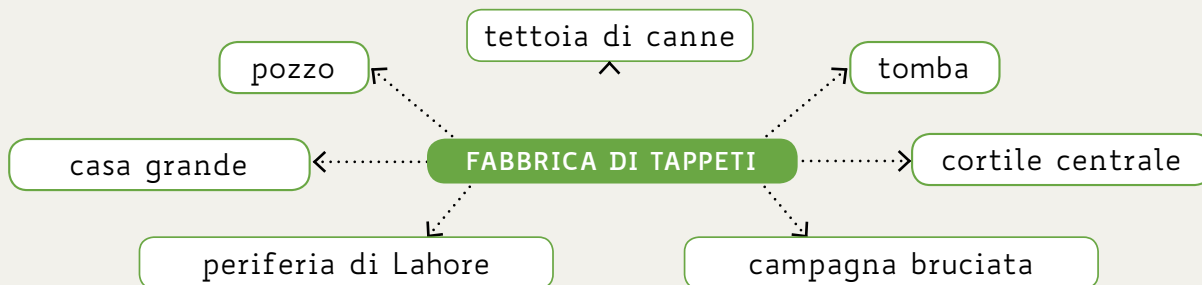 tettoia di canne
pozzo
tomba
casa grande
FABBRICA DI TAPPETI
cortile centrale
periferia di Lahore
campagna bruciata